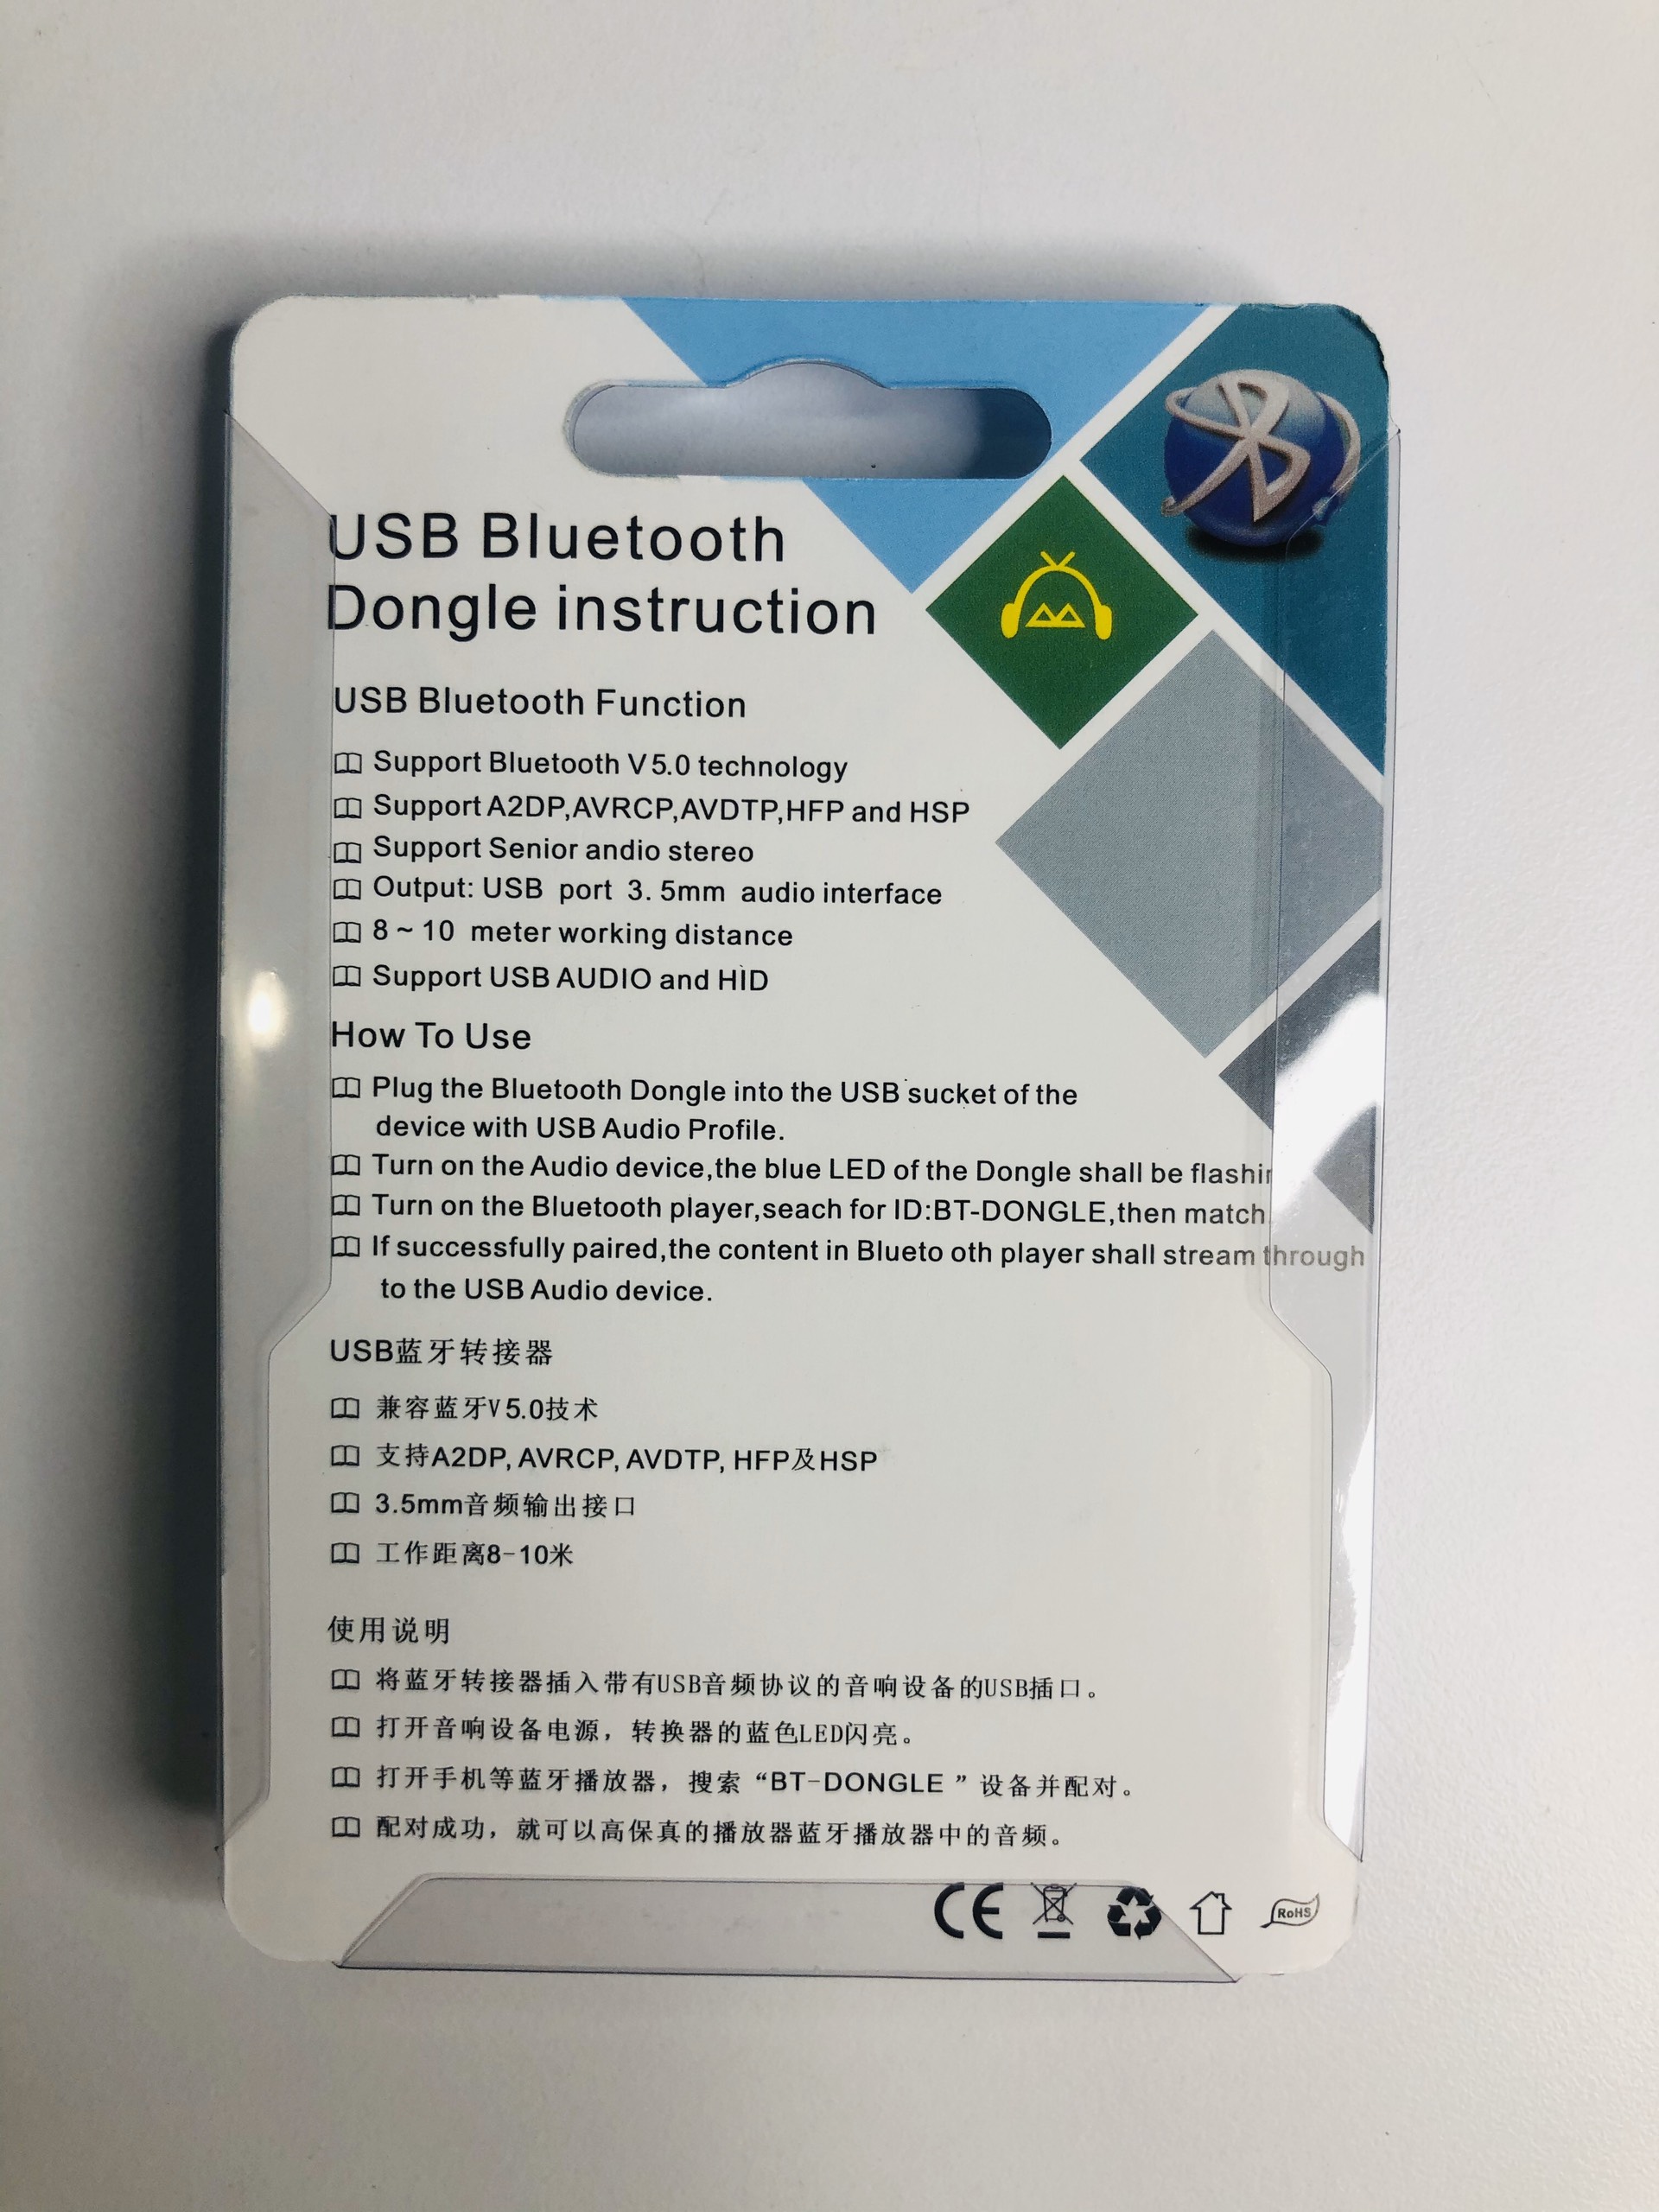 USB Bluetooth
Dongle instruction
USB Bluetooth Function
Support Bluetooth V5.0 technology
Support A2DP,AVRCP,AVDTP,HFP and HSP
Support Senior andio stereo
Output: USB port 3. 5mm audio interface
8~10 meter working distance
Support USB AUDIO and HID
How To Use
Plug the Bluetooth Dongle into the USB sucket of the
device with USB Audio Profile.
Turn on the Audio device,the blue LED of the Dongle shall be
Turn on the Bluetooth player,seach for ID:BT-DONGLE,then match
If successfully paired,the content in Blueto oth player shall stream through
to the USB Audio device.
USB蓝牙转接器
兼容蓝牙V5.0技术
支持A2DP, AVRCP, AVDTP, HFP及HSP
3.5mm音频输出接口
工作距离8-10米
使用说明
将蓝牙转接器插入带有USB音频协议的音响设备的USB插口。
打开音响设备电源，转换器的蓝色LED闪亮。
打开手机等蓝牙播放器，搜索“BT-DONGLE ”设备并配对。
配对成功，就可以高保真的播放器蓝牙播放器中的音频。
CE
RoHS